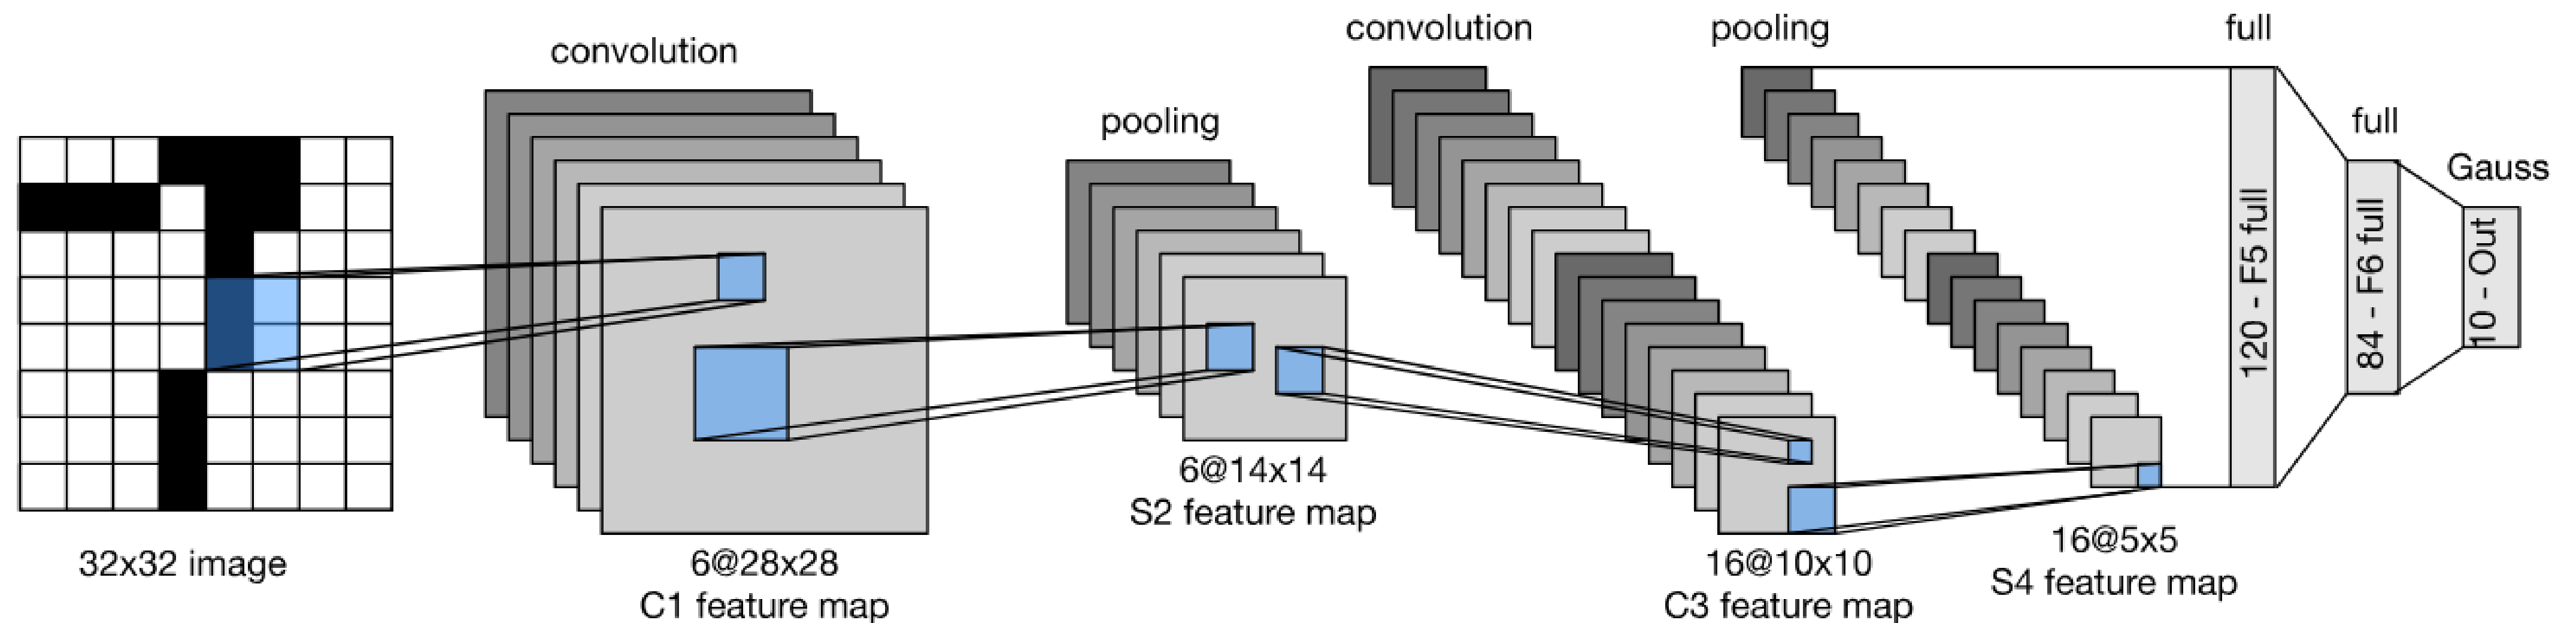 convolution
pooling
convolution
pooling
full
full
Gauss
32x32 image
6@28x28
C1 feature map
6@14x14
S2 feature map
16@10x10
C3 feature map
16@5x5
S4 feature map
120 - F5 full
84 - F6 full
10 - Out